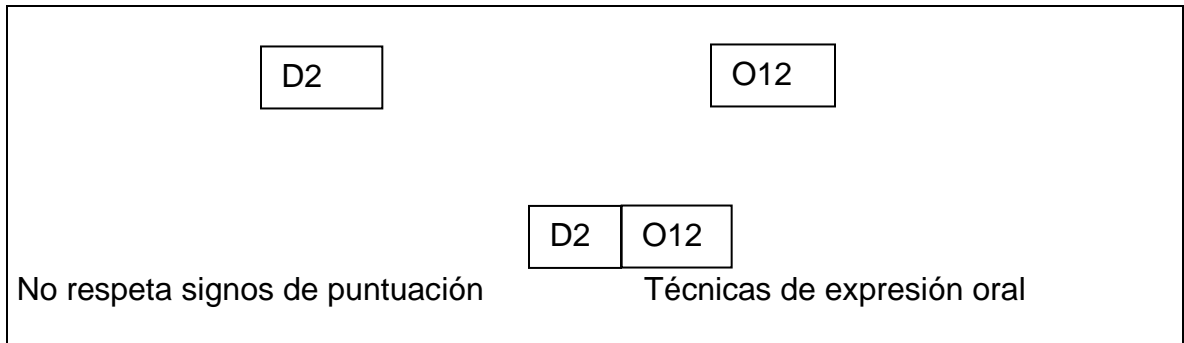 D2 O12
D2 O12
No respeta signos de puntuación Técnicas de expresión oral